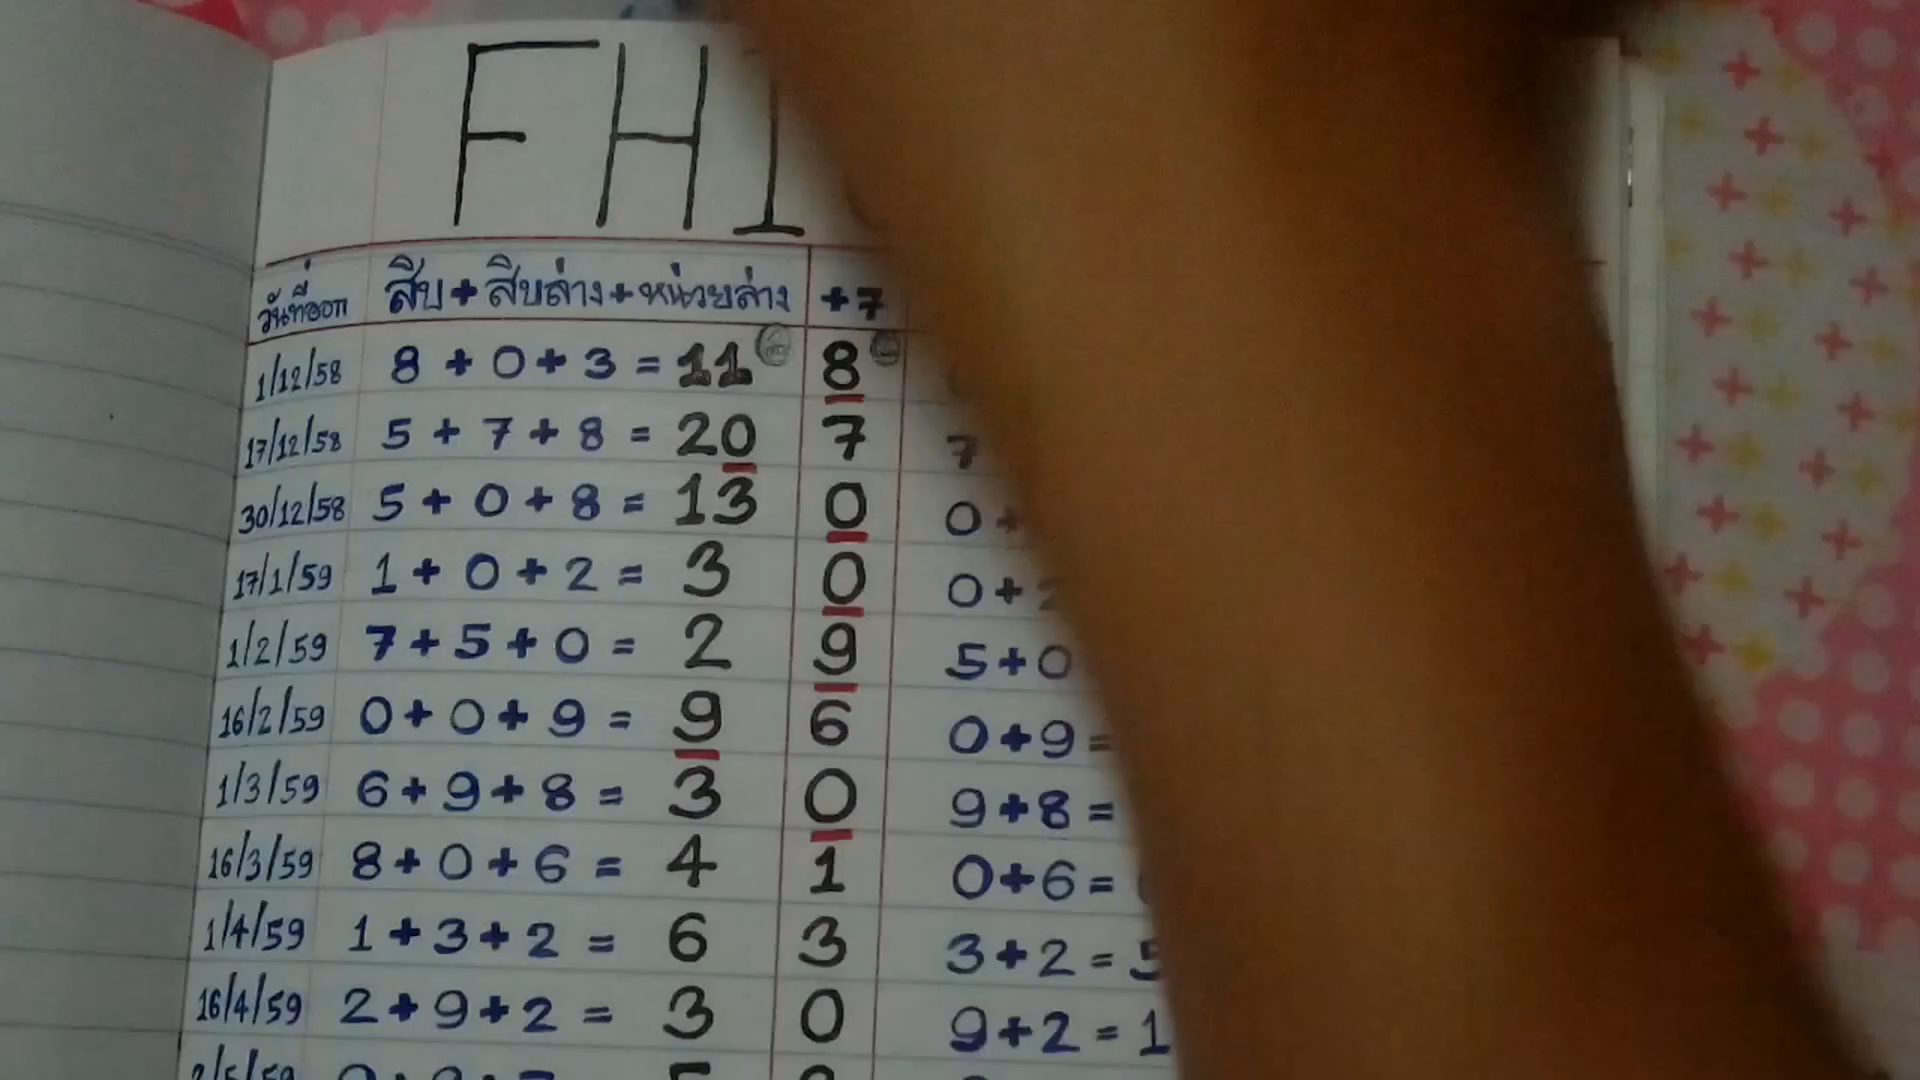 FHI
วันที่ออก สิบ+สิบล่าง+หน่วยล่าง +7
1/12/58 8 + 0 + 3 = 11 8
17/12/58 5 + 7 + 8 = 20 7 7
30/12/58 5 + 0 + 8 = 13 0 0 +
17/1/59 1 + 0 + 2 = 3 0 0 + 2
1/2/59 7 + 5 + 0 = 2 9 5+0
16/2/59 0 + 0 + 9 = 9 6 0+9=
1/3/59 6 + 9 + 8 = 3 0 9+8=
16/3/59 8 + 0 + 6 = 4 1 0+6=
1/4/59 1 + 3 + 2 = 6 3 3+2=5
16/4/59 2 + 9 + 2 = 3 0 9+2=1
2/5/59